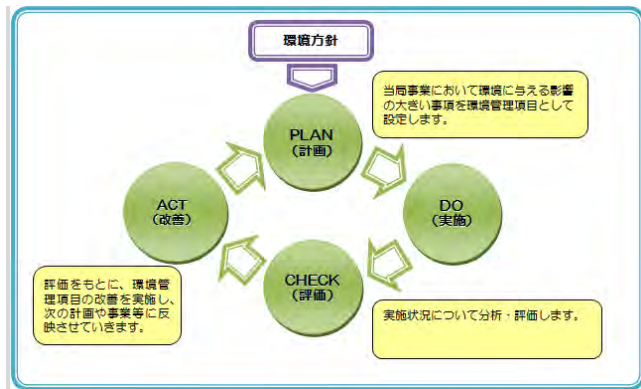 環境方針
PLAN
(計画)
当局事業において環境に与える影響
の大きい事項を環境管理項目として
設定します。
DO
(実施)
CHECK
(評価)
実施状況について分析・評価します。
ACT
(改善)
評価をもとに、環境管
理項目の改善を実施し、
次の計画や事業等に反
映させていきます。